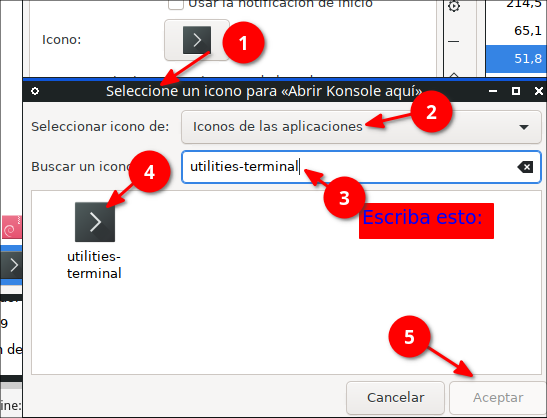 Usar la notificación de inicio
214,5
Icono:
65,1
1
51,8
Seleccione un icono para «Abrir Konsole aquí»
Seleccionar icono de:
Iconos de las aplicaciones
2
Buscar un icono
utilities-terminal
4
3
Escriba esto:
utilities-
terminal
9
n de
5
Cancelar
Aceptar
ine: